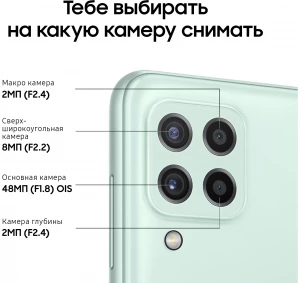 Тебе выбирать
на какую камеру снимать
Макро камера
2МП (F2.4)
Сверх-
широкоугольная
камера
8МП (F2.2)
Основная камера
48МП (F1.8) OIS
Камера глубины
2МП (F2.4)